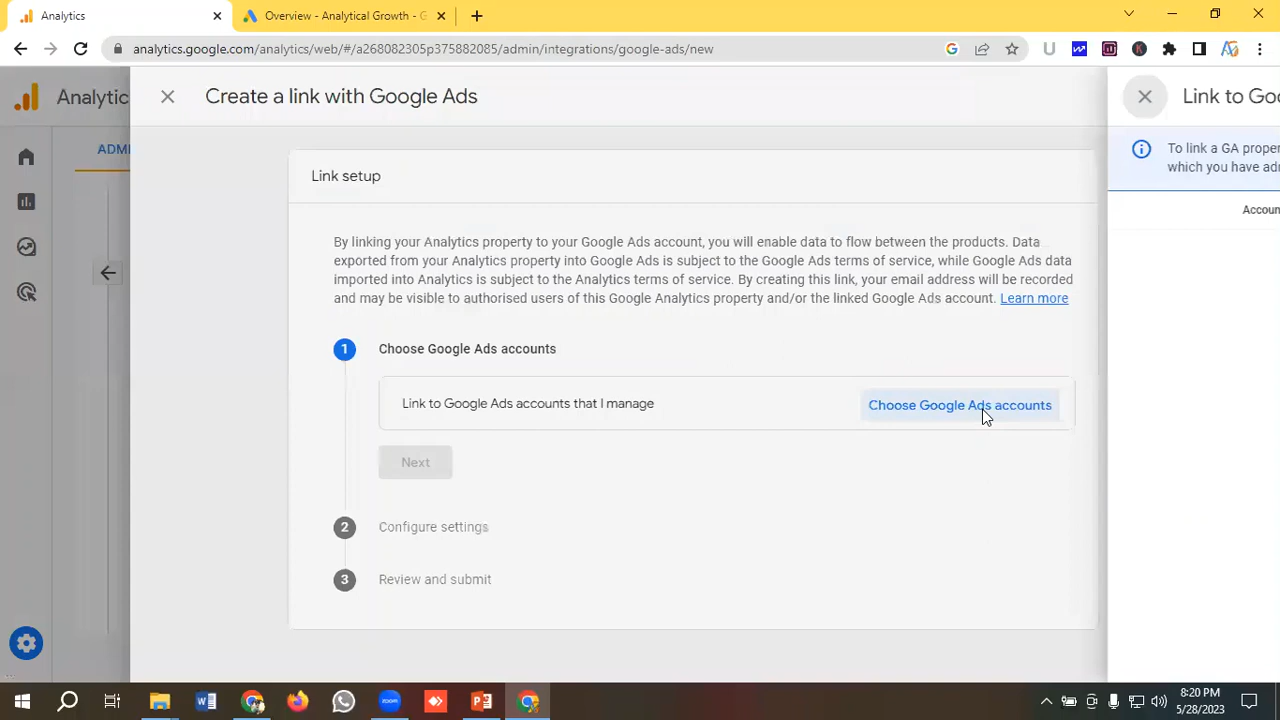 Analytics
Overview - Analytical Growth - G
analytics.google.com/analytics/web/#/a268082305p375882085/admin/integrations/google-ads/new
Analytic
Create a link with Google Ads
Link to Goo
ADMI
To link a GA proper
which you have adm
Accoun
Link setup
By linking your Analytics property to your Google Ads account, you will enable data to flow between the products. Data
exported from your Analytics property into Google Ads is subject to the Google Ads terms of service, while Google Ads data
imported into Analytics is subject to the Analytics terms of service. By creating this link, your email address will be recorded
and may be visible to authorised users of this Google Analytics property and/or the linked Google Ads account. Learn more
1 Choose Google Ads accounts
Link to Google Ads accounts that I manage Choose Google Ads accounts
Next
2 Configure settings
3 Review and submit
zoom
8:20 PM
5/28/2023